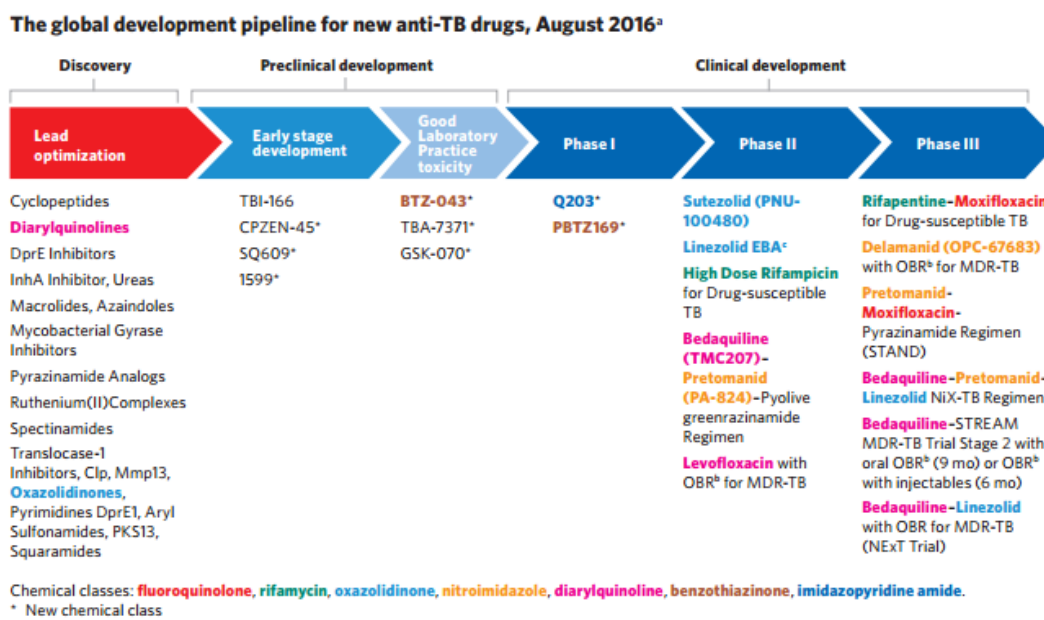 The global development pipeline for new anti-TB drugs, August 2016ᵃ
Discovery
Preclinical development
Clinical development
Lead
optimization
Early stage
development
Good
Laboratory
Practice
toxicity
Phase I
Phase II
Phase III
Cyclopeptides
Diarylquinolines
DprE Inhibitors
InhA Inhibitor, Ureas
Macrolides, Azaindoles
Mycobacterial Gyrase
Inhibitors
Pyrazinamide Analogs
Ruthenium(II)Complexes
Spectinamides
Translocase-1
Inhibitors, Clp, Mmp13,
Oxazolidinones,
Pyrimidines DprE1, Aryl
Sulfonamides, PKS13,
Squaramides
TBI-166
CPZEN-45*
SQ609*
1599*
BTZ-043*
TBA-7371*
GSK-070*
Q203*
PBTZ169*
Sutezolid (PNU-
100480)
Linezolid EBAᶜ
High Dose Rifampicin
for Drug-susceptible
TB
Bedaquiline
(TMC207)–
Pretomanid
(PA-824)–Pyolive
greenrazinamide
Regimen
Levofloxacin with
OBRᵇ for MDR-TB
Rifapentine–Moxifloxacin
for Drug-susceptible TB
Delamanid (OPC-67683)
with OBRᵇ for MDR-TB
Pretomanid-
Moxifloxacin-
Pyrazinamide Regimen
(STAND)
Bedaquiline–Pretomanid–
Linezolid NiX-TB Regimen
Bedaquiline–STREAM
MDR-TB Trial Stage 2 with
oral OBRᵇ (9 mo) or OBRᵇ
with injectables (6 mo)
Bedaquiline–Linezolid
with OBR for MDR-TB
(NExT Trial)
Chemical classes: fluoroquinolone, rifamycin, oxazolidinone, nitroimidazole, diarylquinoline, benzothiazinone, imidazopyridine amide.
* New chemical class